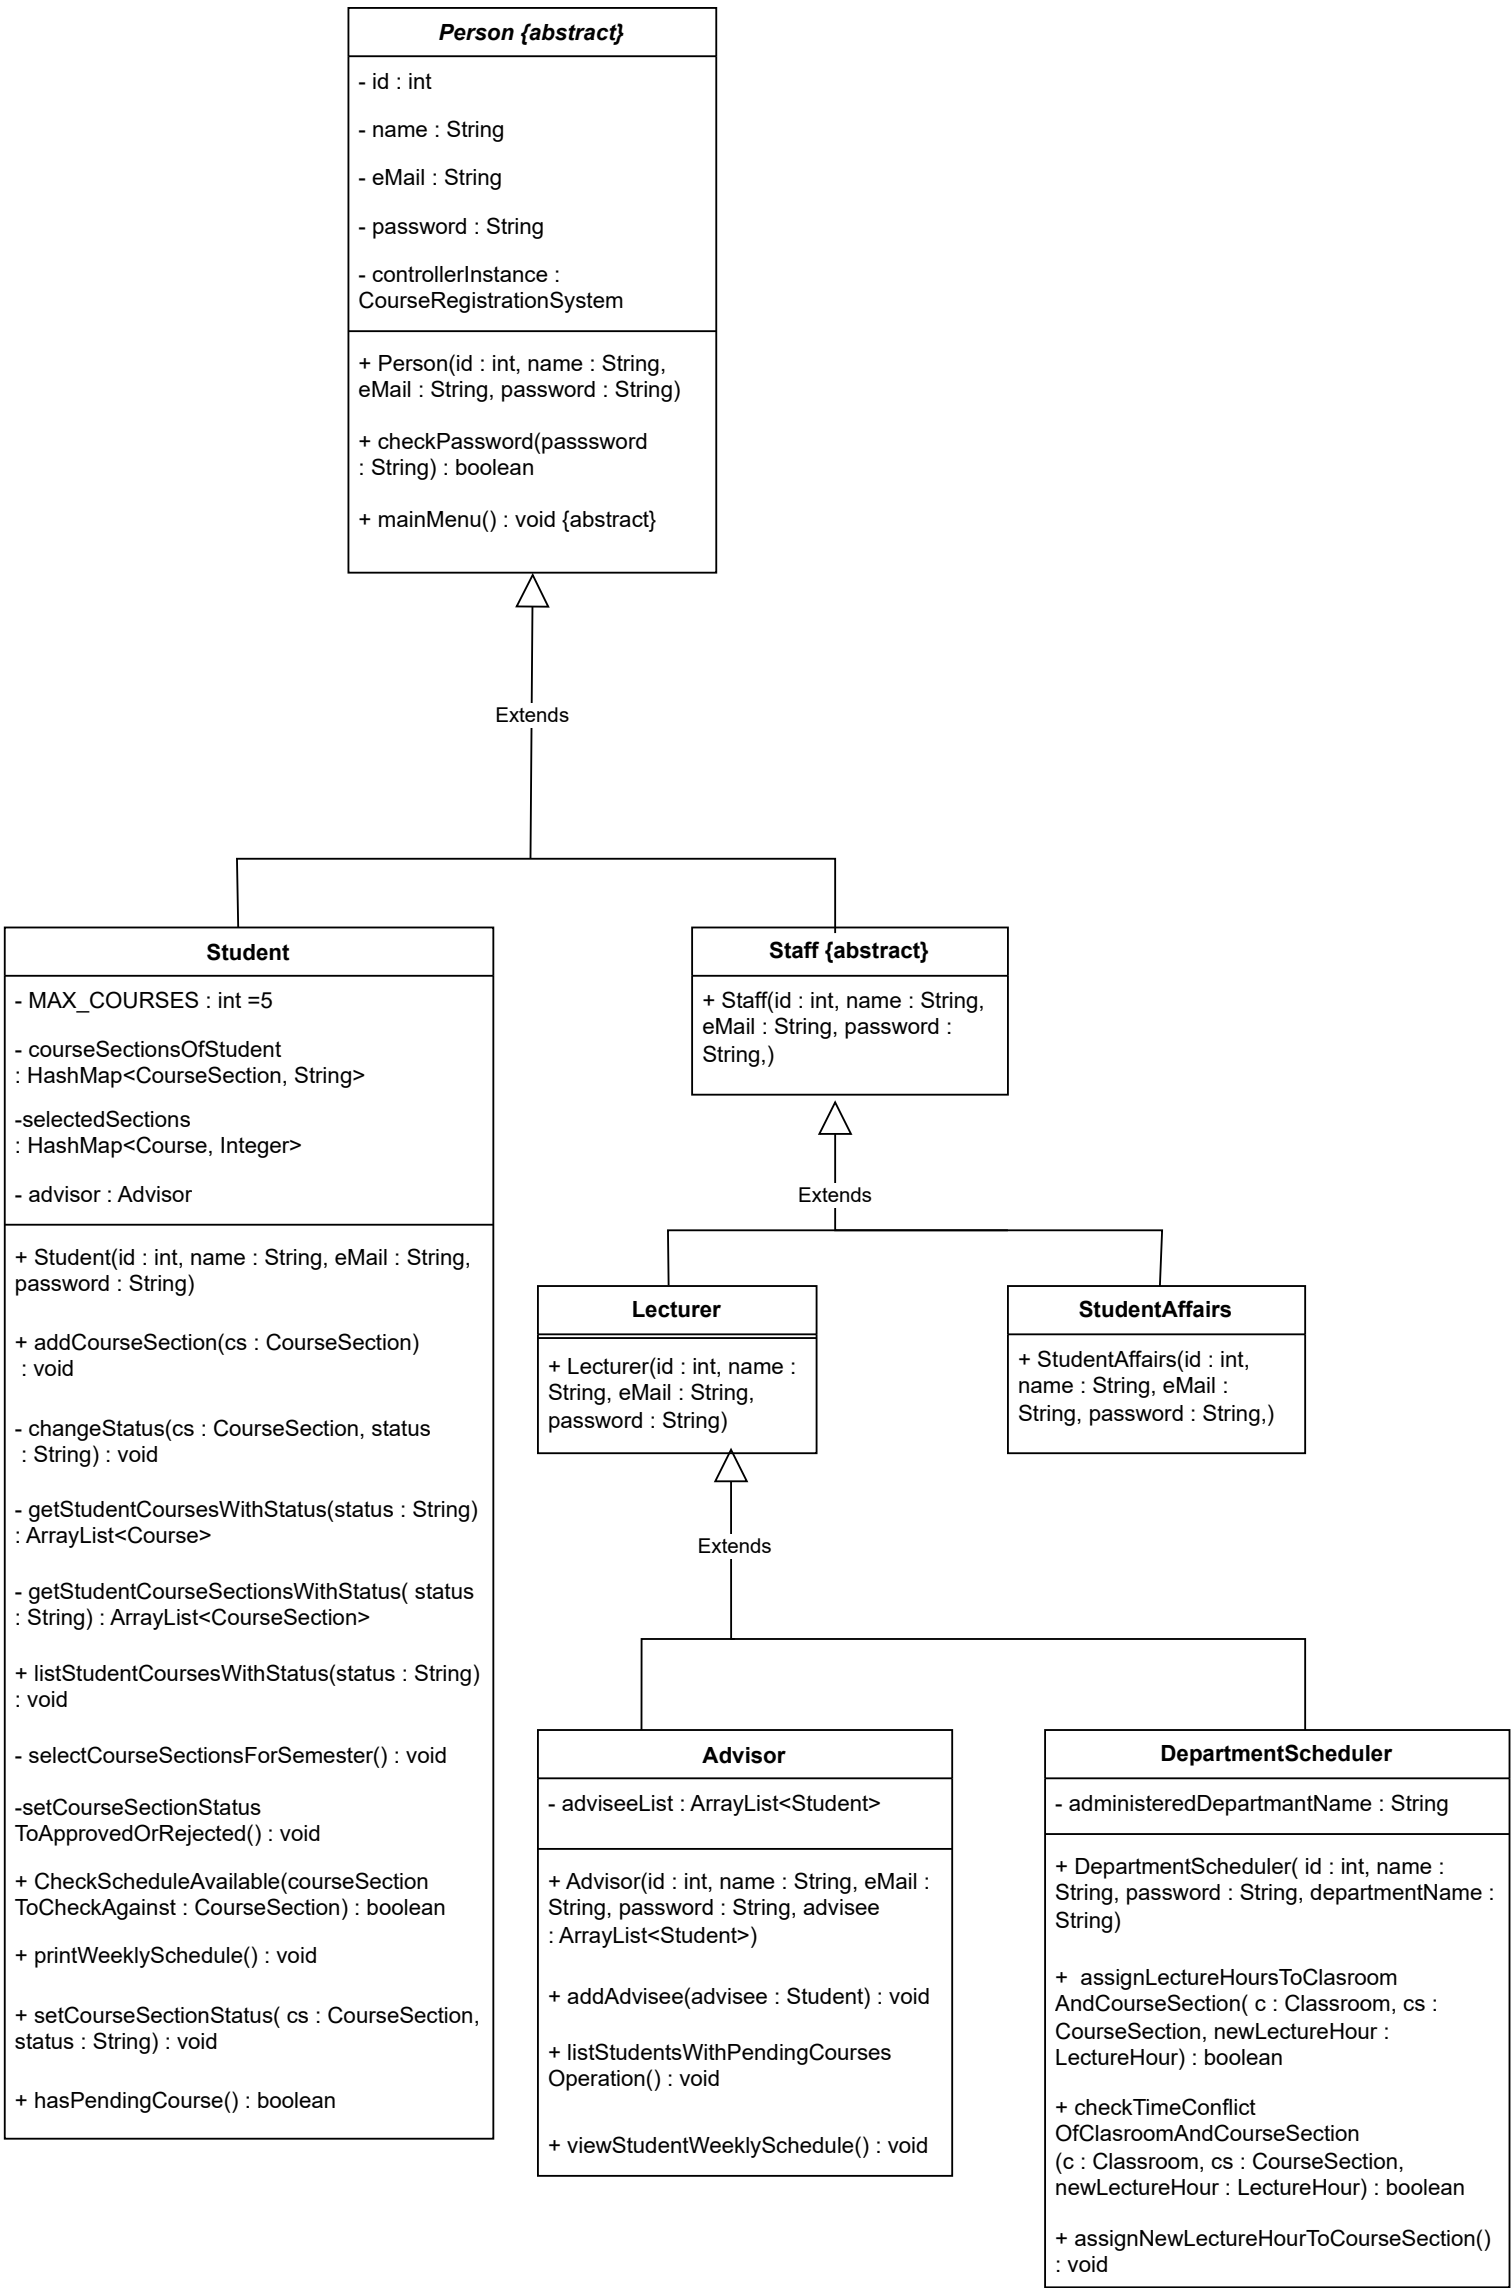 Person {abstract}
- id : int
- name : String
- eMail : String
- password : String
- controllerInstance :
CourseRegistrationSystem
+ Person(id : int, name : String,
eMail : String, password : String)
+ checkPassword(passsword
: String) : boolean
+ mainMenu() : void {abstract}
Extends
Student
- MAX_COURSES : int =5
- courseSectionsOfStudent
: HashMap<CourseSection, String>
-selectedSections
: HashMap<Course, Integer>
- advisor : Advisor
+ Student(id : int, name : String, eMail : String,
password : String)
+ addCourseSection(cs : CourseSection)
: void
- changeStatus(cs : CourseSection, status
: String) : void
- getStudentCoursesWithStatus(status : String)
: ArrayList<Course>
- getStudentCourseSectionsWithStatus( status
: String) : ArrayList<CourseSection>
+ listStudentCoursesWithStatus(status : String)
: void
- selectCourseSectionsForSemester() : void
-setCourseSectionStatus
ToApprovedOrRejected() : void
+ CheckScheduleAvailable(courseSection
ToCheckAgainst : CourseSection) : boolean
+ printWeeklySchedule() : void
+ setCourseSectionStatus( cs : CourseSection,
status : String) : void
+ hasPendingCourse() : boolean
Staff {abstract}
+ Staff(id : int, name : String,
eMail : String, password :
String,)
Extends
Lecturer
+ Lecturer(id : int, name :
String, eMail : String,
password : String)
StudentAffairs
+ StudentAffairs(id : int,
name : String, eMail :
String, password : String,)
Extends
Advisor
- adviseeList : ArrayList<Student>
+ Advisor(id : int, name : String, eMail :
String, password : String, advisee
: ArrayList<Student>)
+ addAdvisee(advisee : Student) : void
+ listStudentsWithPendingCourses
Operation() : void
+ viewStudentWeeklySchedule() : void
DepartmentScheduler
- administeredDepartmantName : String
+ DepartmentScheduler( id : int, name :
String, password : String, departmentName :
String)
+  assignLectureHoursToClasroom
AndCourseSection( c : Classroom, cs :
CourseSection, newLectureHour :
LectureHour) : boolean
+ checkTimeConflict
OfClasroomAndCourseSection
(c : Classroom, cs : CourseSection,
newLectureHour : LectureHour) : boolean
+ assignNewLectureHourToCourseSection()
: void